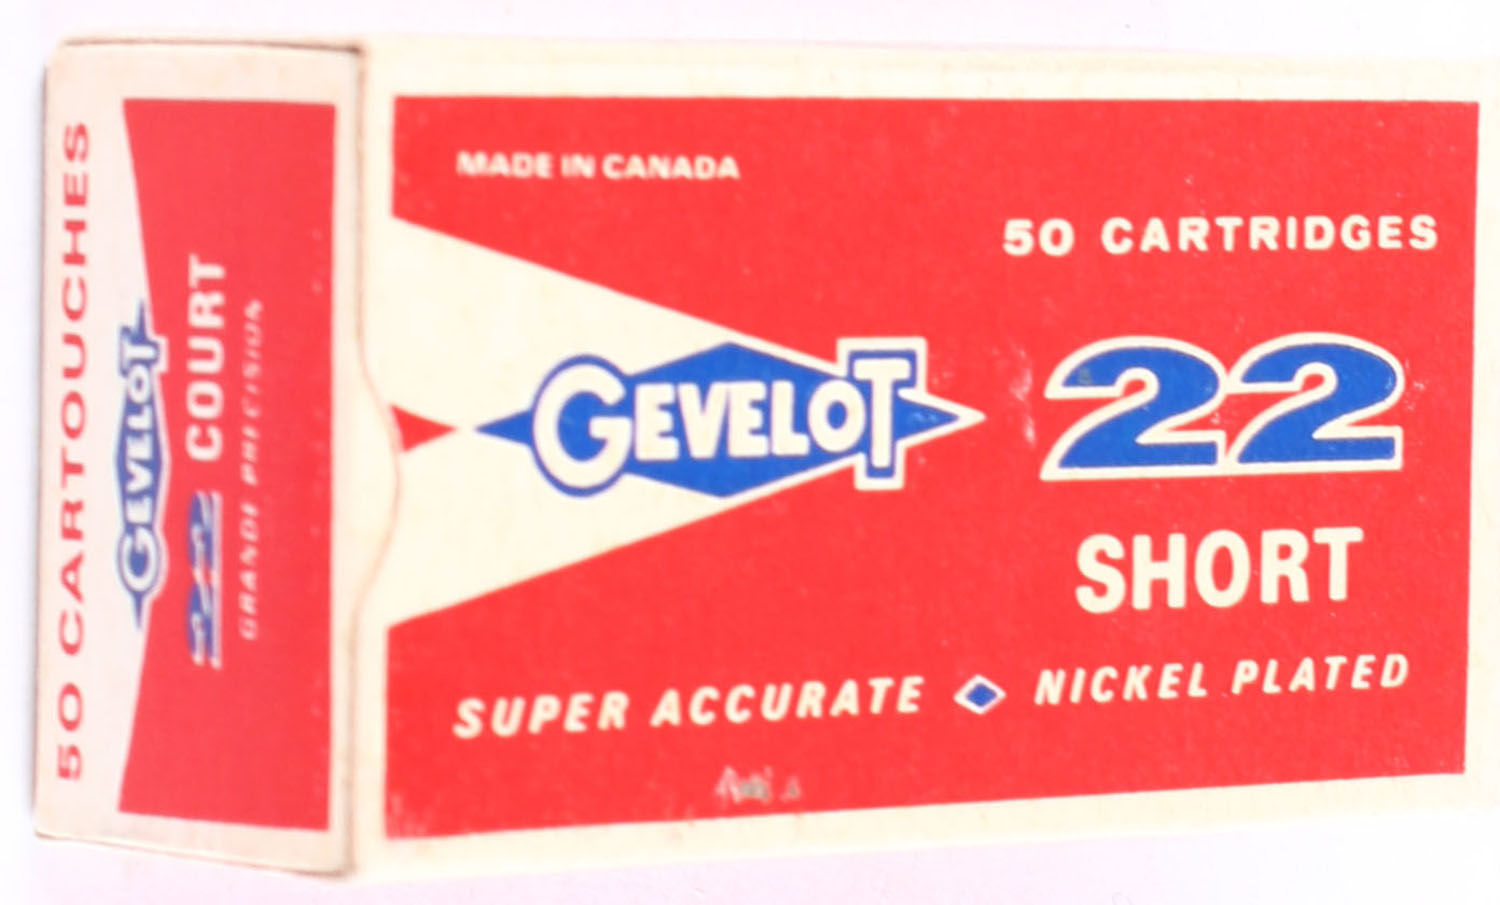 50 CARTOUCHES
GEVELOT
22 COURT
GRANDE PRECISION
MADE IN CANADA
50 CARTRIDGES
GEVELOT
22
SHORT
SUPER ACCURATE NICKEL PLATED